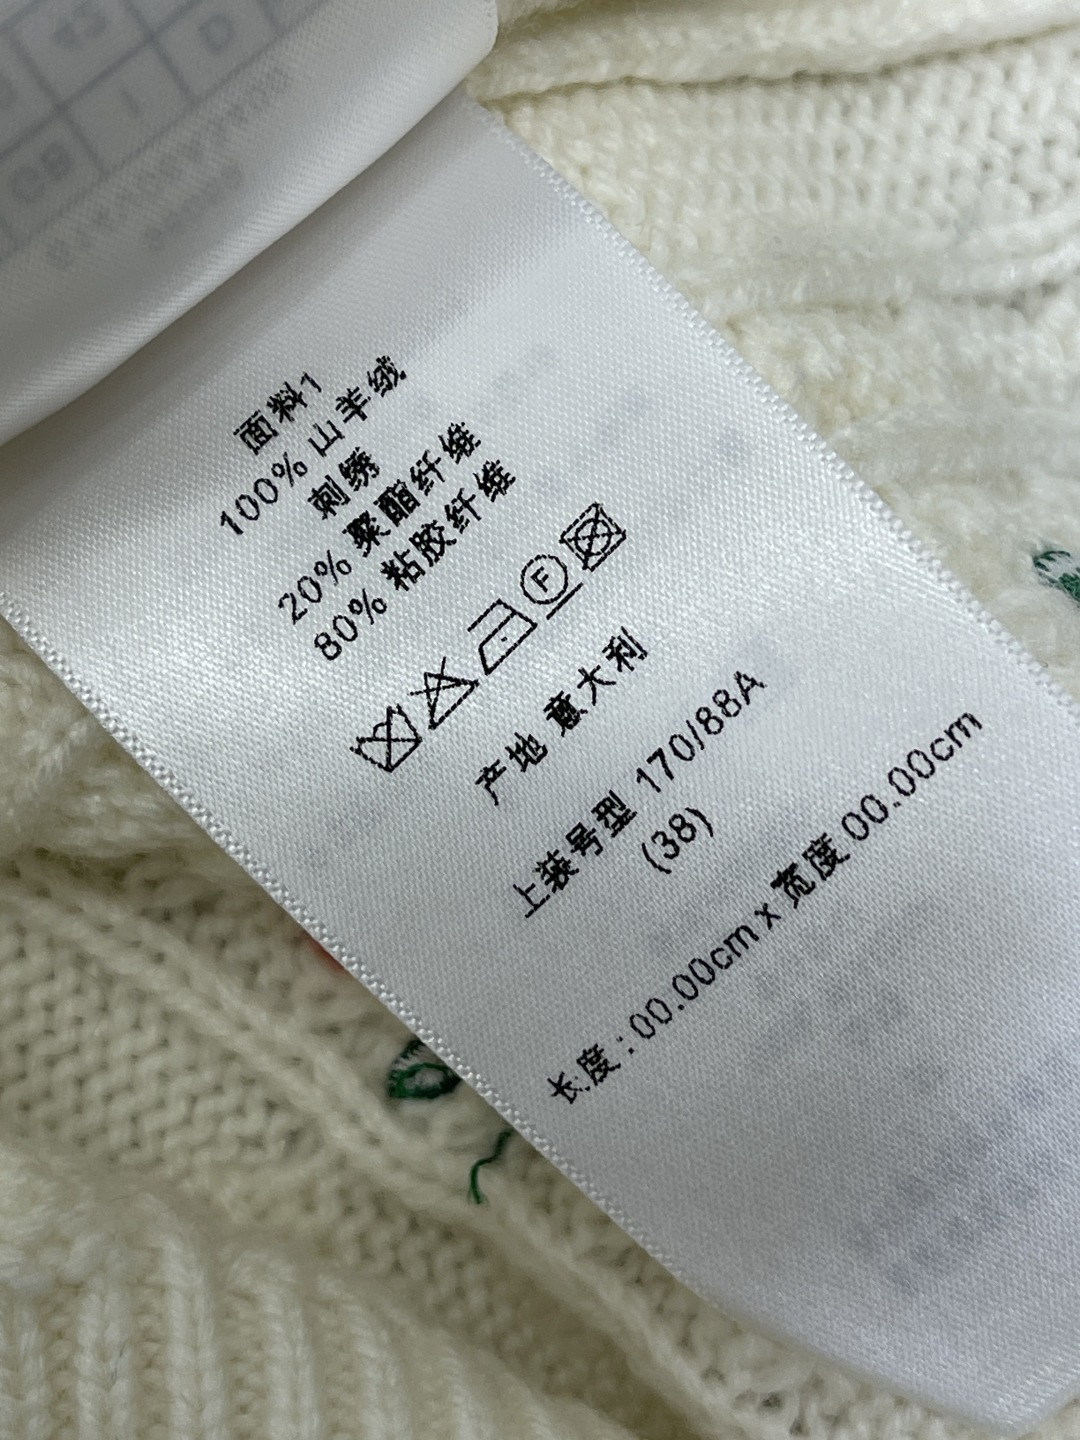 面料1
100% 山羊绒
刺绣
20% 聚酯纤维
80% 粘胶纤维
F
产地 意大利
上装号型 170/88A
(38)
长度 : 00.00cm x 宽度 00.00cm